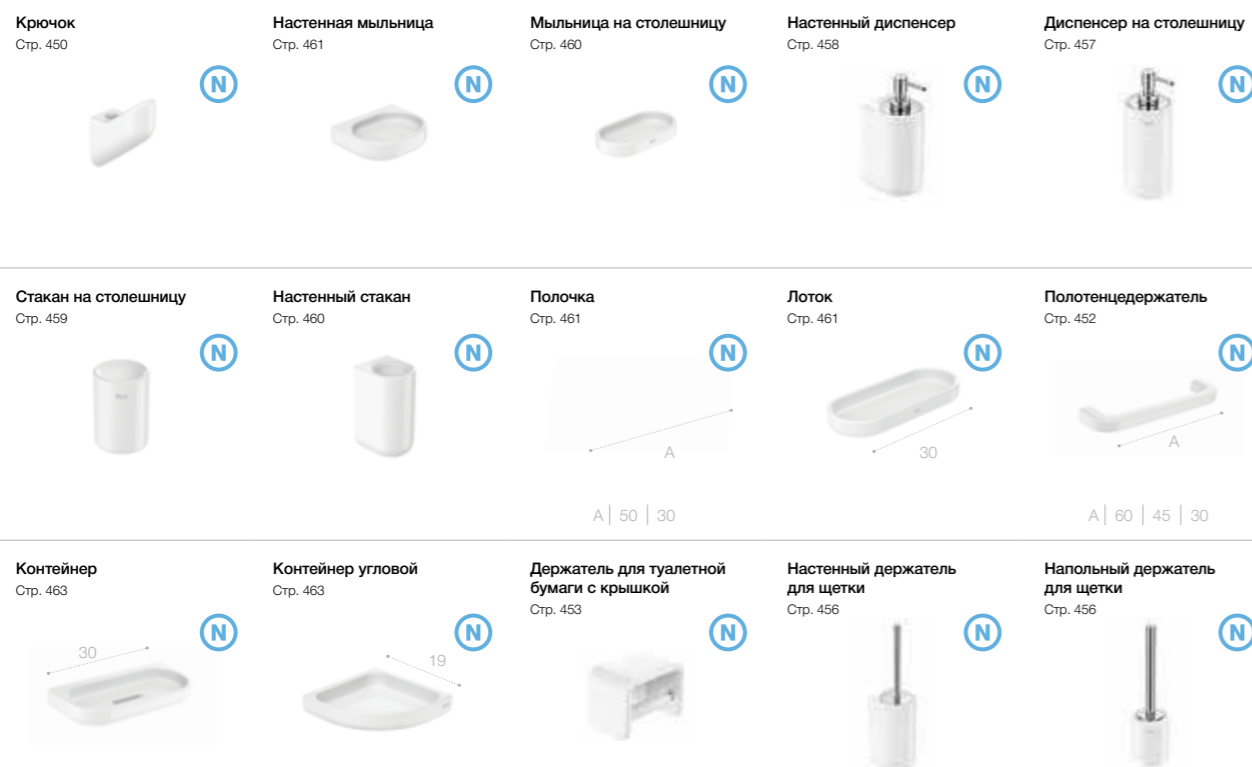 Крючок
Стр. 450
N
Настенная мыльница
Стр. 461
N
Мыльница на столешницу
Стр. 460
N
Настенный диспенсер
Стр. 458
N
Диспенсер на столешницу
Стр. 457
N
Стакан на столешницу
Стр. 459
N
Настенный стакан
Стр. 460
N
Полочка
Стр. 461
N
A
A | 50 | 30
Лоток
Стр. 461
N
30
Полотенцедержатель
Стр. 452
N
A
A | 60 | 45 | 30
Контейнер
Стр. 463
N
30
Контейнер угловой
Стр. 463
N
19
Держатель для туалетной
бумаги с крышкой
Стр. 453
N
Настенный держатель
для щетки
Стр. 456
N
Напольный держатель
для щетки
Стр. 456
N